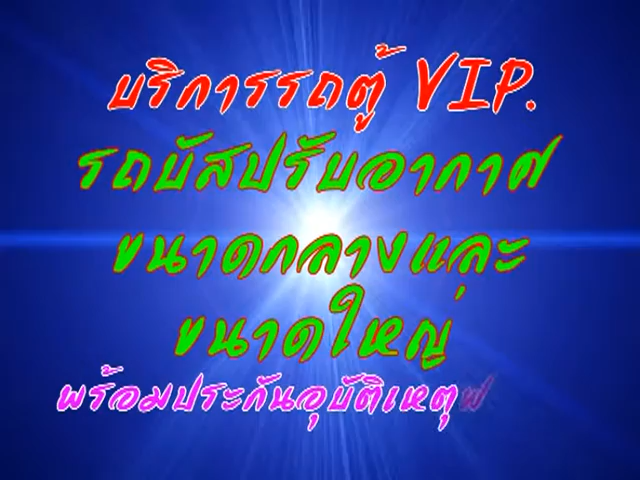 บริการรถตู้ VIP.
รถบัสปรับอากาศ
ขนาดกลางและ
ขนาดใหญ่
พร้อมประกันอุบัติเหตุ